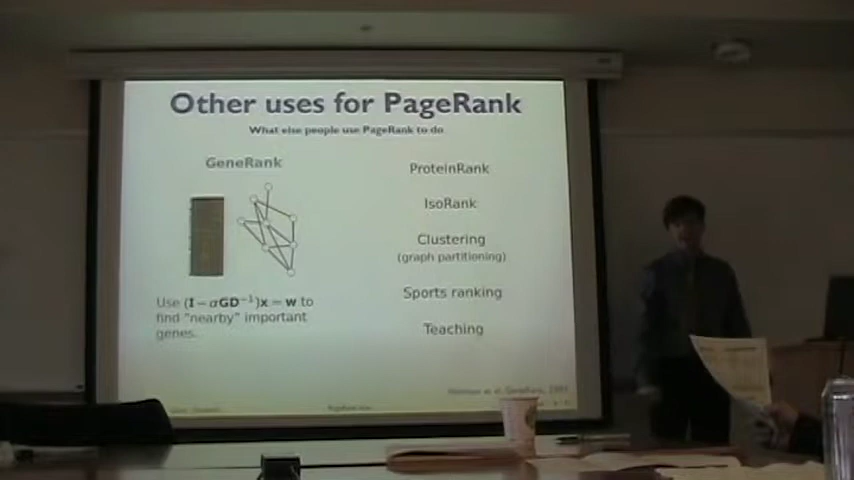 Other uses for PageRank
What else people use PageRank to do
GeneRank
Use (I − αGD⁻¹)x = w to
find “nearby” important
genes.
ProteinRank
IsoRank
Clustering
(graph partitioning)
Sports ranking
Teaching